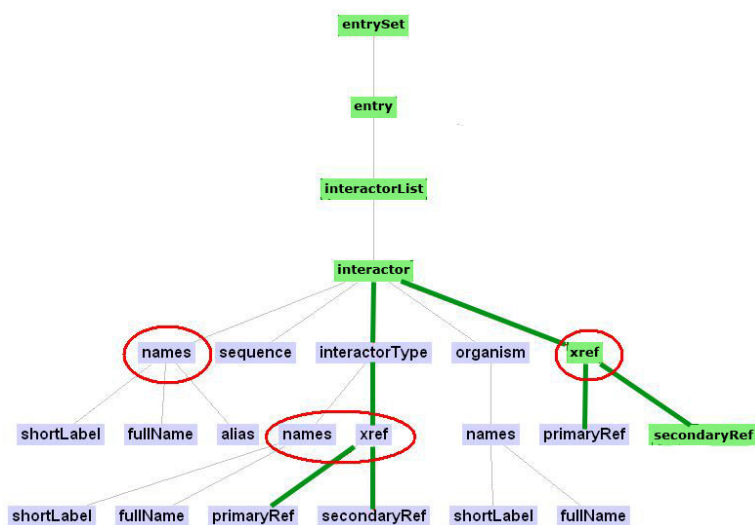 entrySet
entry
interactorList
interactor
names sequence interactorType organism xref
shortLabel fullName alias names xref names primaryRef secondaryRef
shortLabel fullName primaryRef secondaryRef shortLabel fullName